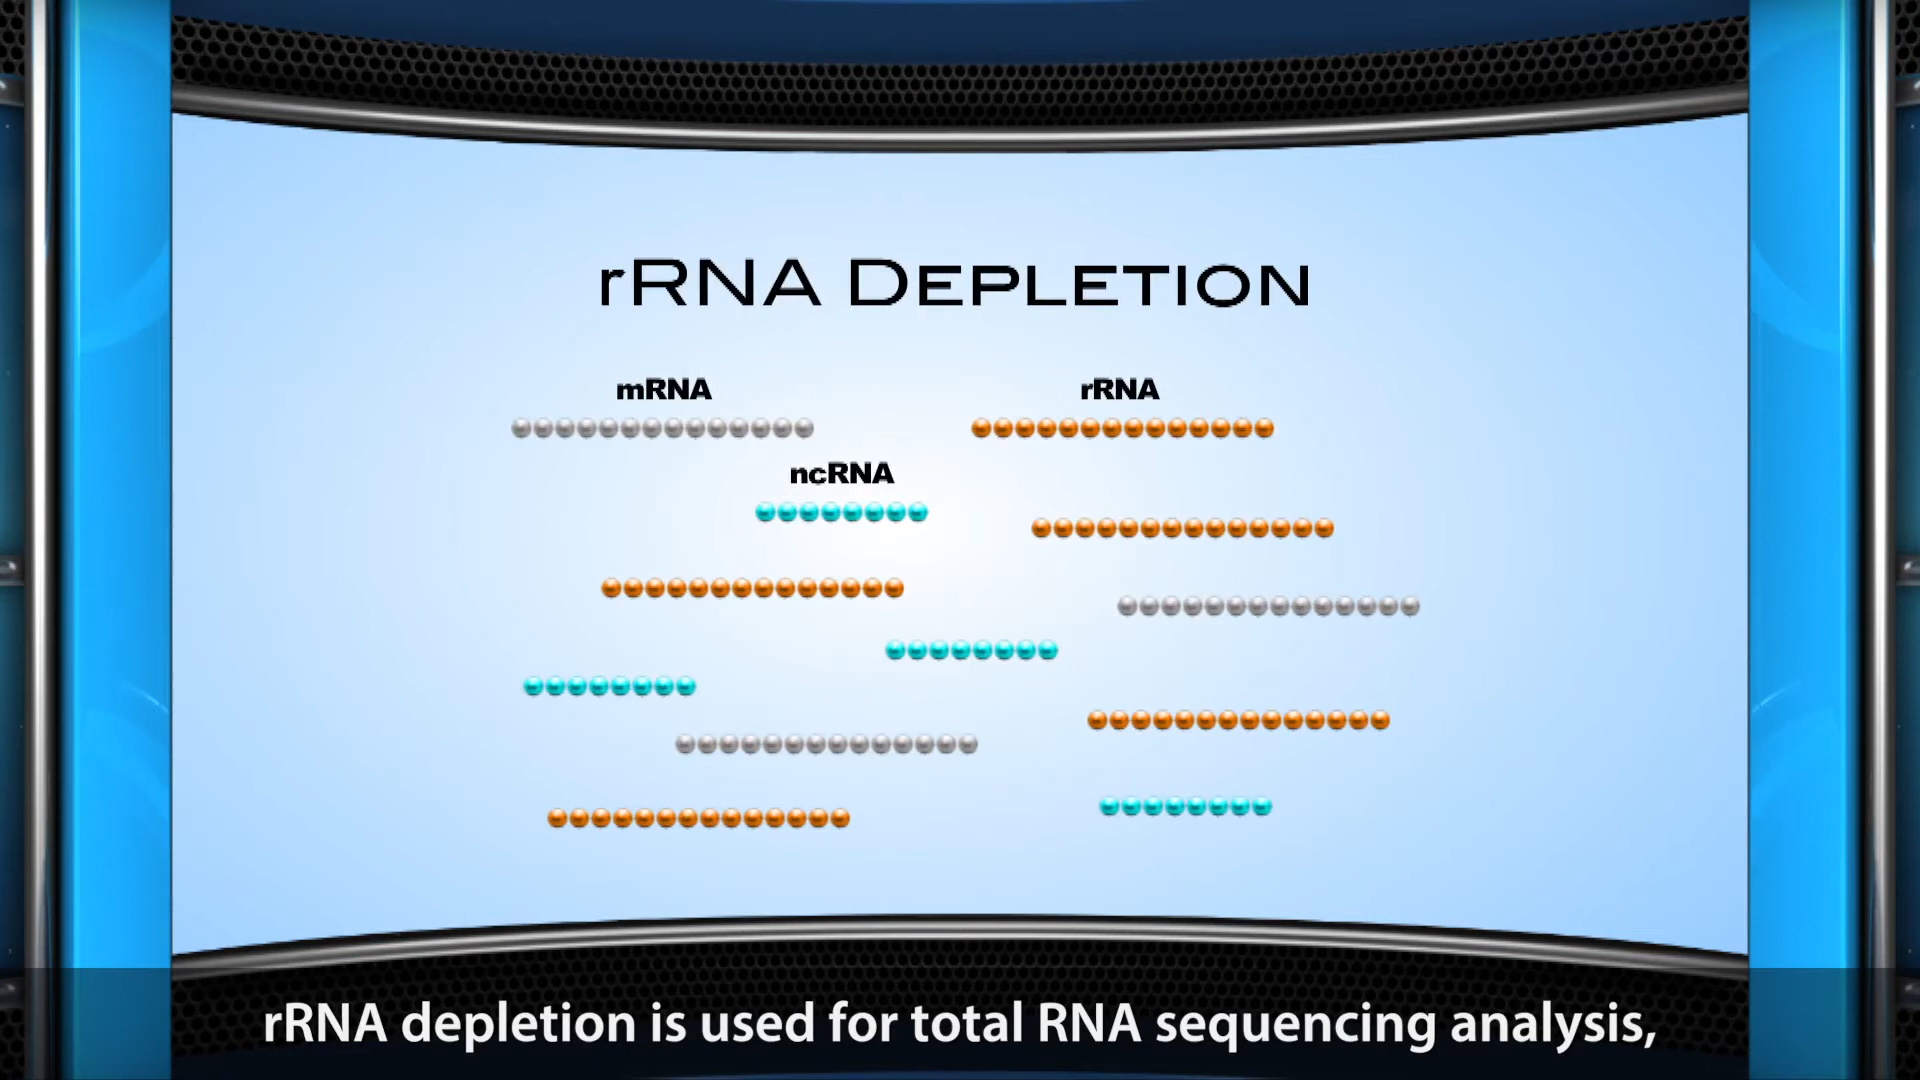 rRNA DEPLETION
mRNA
rRNA
ncRNA
rRNA depletion is used for total RNA sequencing analysis,